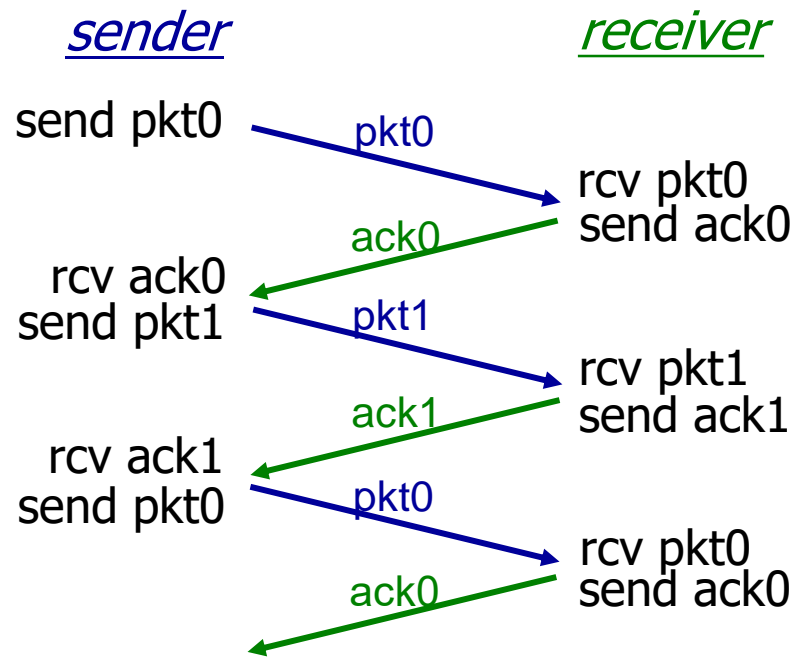 sender
receiver
send pkt0
pkt0
rcv pkt0
send ack0
ack0
rcv ack0
send pkt1
pkt1
rcv pkt1
send ack1
ack1
rcv ack1
send pkt0
pkt0
rcv pkt0
send ack0
ack0